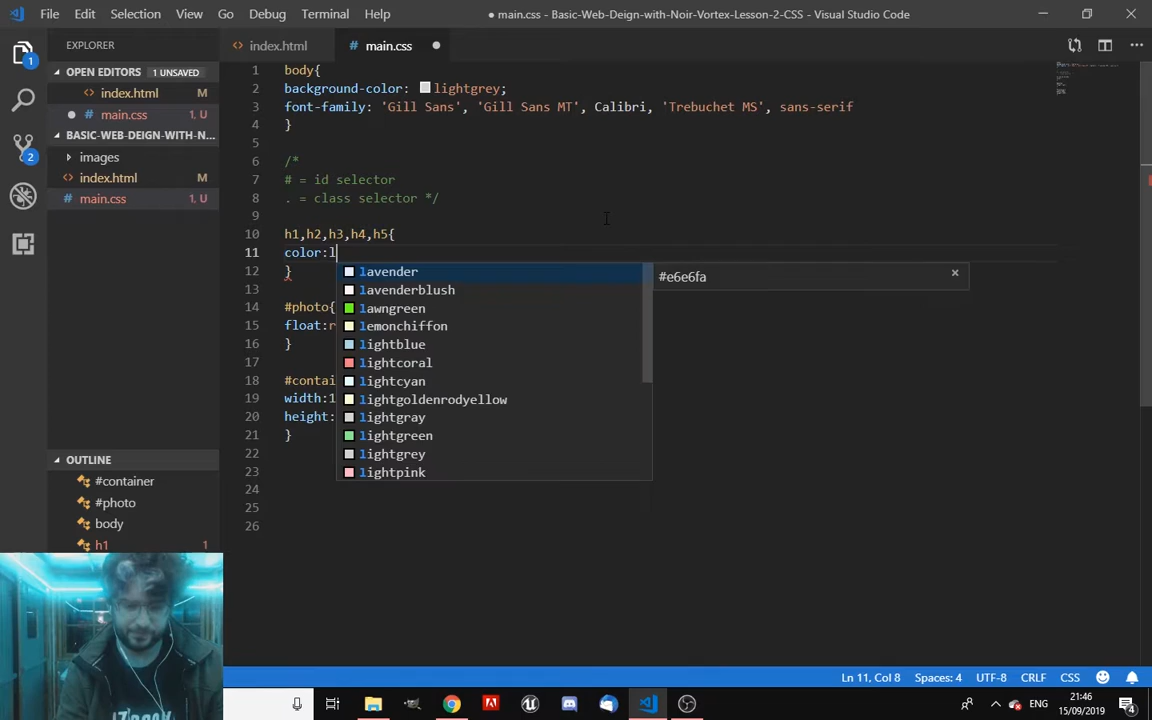 File Edit Selection View Go Debug Terminal Help
● main.css - Basic-Web-Deign-with-Noir-Vortex-Lesson-2-CSS - Visual Studio Code
EXPLORER
OPEN EDITORS 1 UNSAVED
<> index.html M
# main.css 1, U
BASIC-WEB-DEIGN-WITH-N...
images
<> index.html M
# main.css 1, U
OUTLINE
#container
#photo
body
h1 1
1
2
<> index.html
# main.css ●
1 body{
2 background-color: lightgrey;
3 font-family: 'Gill Sans', 'Gill Sans MT', Calibri, 'Trebuchet MS', sans-serif
4 }
5
6 /*
7 # = id selector
8 . = class selector */
9
10 h1,h2,h3,h4,h5{
11 color:l
12 }
13
14 #photo{
15 float:r
16 }
17
18 #contai
19 width:1
20 height:
21 }
22
23
24
25
26
lavender
lavenderblush
lawngreen
lemonchiffon
lightblue
lightcoral
lightcyan
lightgoldenrodyellow
lightgray
lightgreen
lightgrey
lightpink
#e6e6fa
Ln 11, Col 8 Spaces: 4 UTF-8 CRLF CSS
ENG
21:46
15/09/2019
4